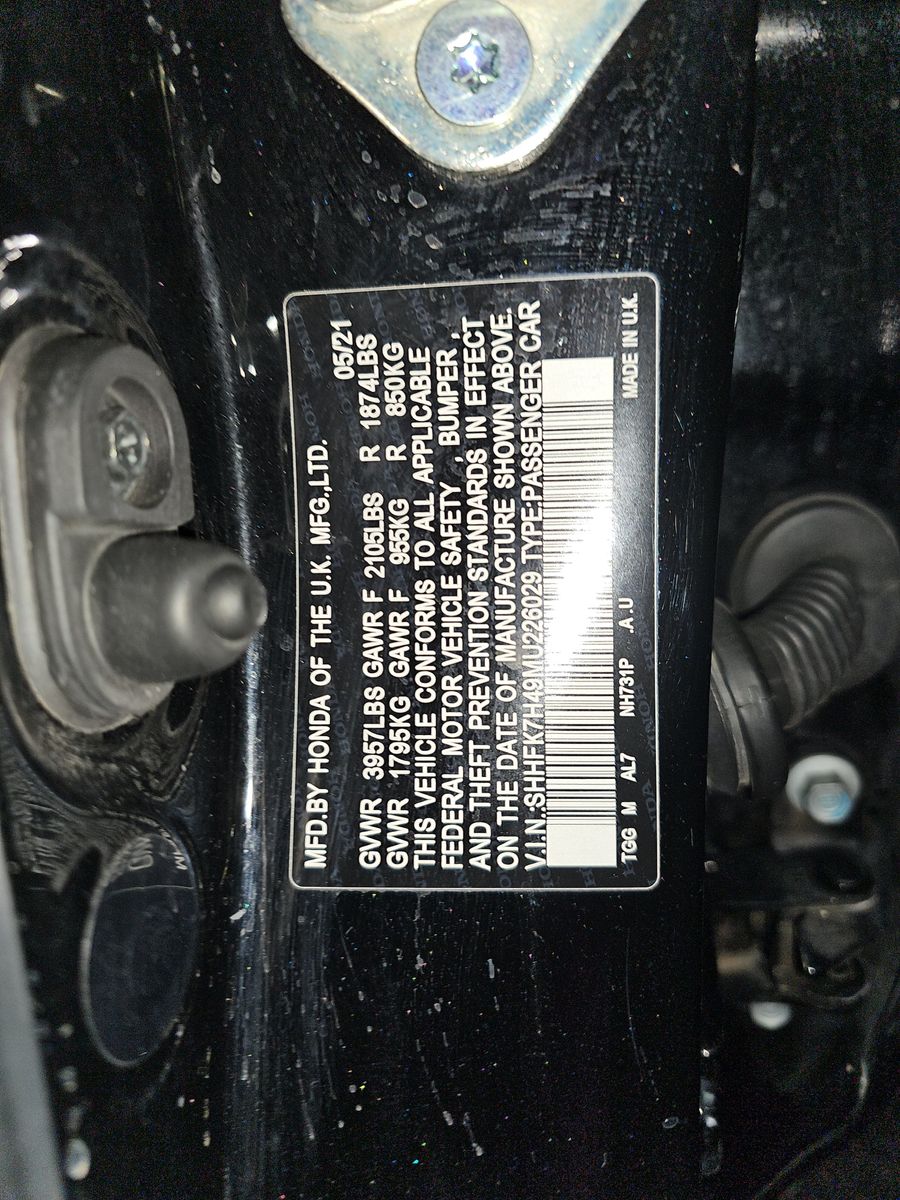 MFD.BY HONDA OF THE U.K. MFG.,LTD. 05/21
GVWR 3957LBS GAWR F 2105LBS R 1874LBS
GVWR 1795KG GAWR F 955KG R 850KG
THIS VEHICLE CONFORMS TO ALL APPLICABLE
FEDERAL MOTOR VEHICLE SAFETY , BUMPER ,
AND THEFT PREVENTION STANDARDS IN EFFECT
ON THE DATE OF MANUFACTURE SHOWN ABOVE.
V.I.N.:SHHFK7H49MU226029 TYPE:PASSENGER CAR
TGG M AL7 NH731P .A.U MADE IN U.K.